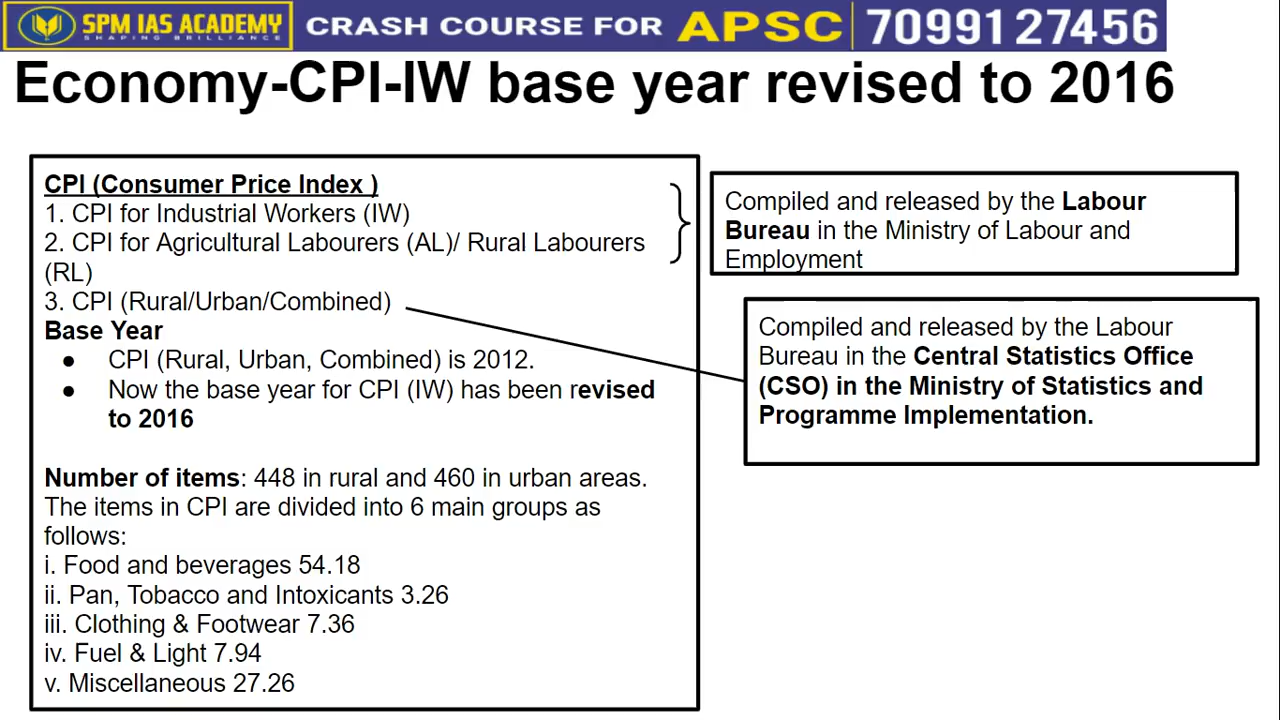 SPM IAS ACADEMY
SHAPING BRILLIANCE
CRASH COURSE FOR APSC 7099127456
Economy-CPI-IW base year revised to 2016
CPI (Consumer Price Index )
1. CPI for Industrial Workers (IW)
2. CPI for Agricultural Labourers (AL)/ Rural Labourers
(RL)
3. CPI (Rural/Urban/Combined)
Base Year
● CPI (Rural, Urban, Combined) is 2012.
● Now the base year for CPI (IW) has been revised
to 2016
Number of items: 448 in rural and 460 in urban areas.
The items in CPI are divided into 6 main groups as
follows:
i. Food and beverages 54.18
ii. Pan, Tobacco and Intoxicants 3.26
iii. Clothing & Footwear 7.36
iv. Fuel & Light 7.94
v. Miscellaneous 27.26
Compiled and released by the Labour
Bureau in the Ministry of Labour and
Employment
Compiled and released by the Labour
Bureau in the Central Statistics Office
(CSO) in the Ministry of Statistics and
Programme Implementation.